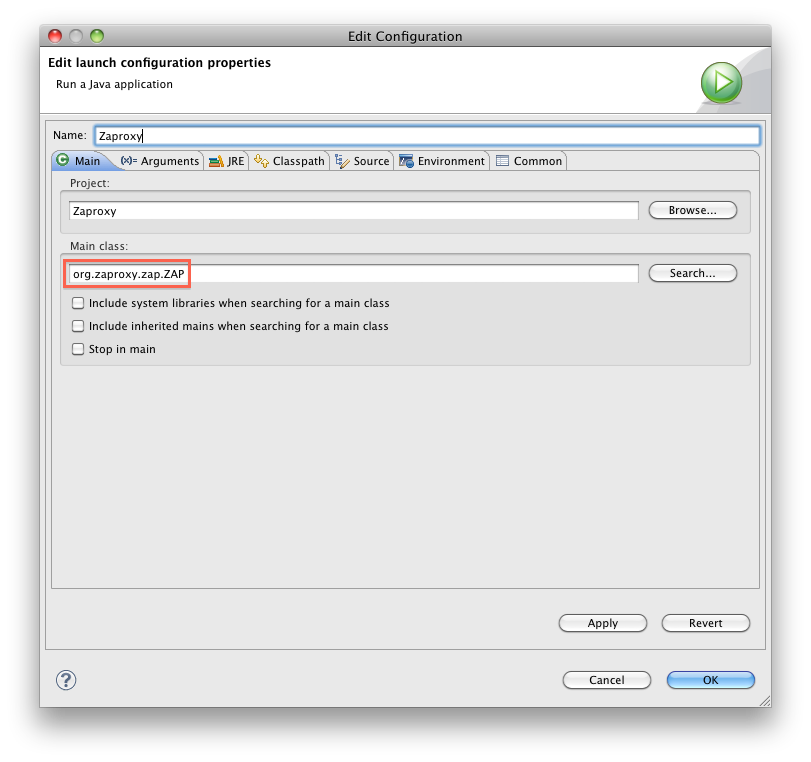 Edit Configuration
Edit launch configuration properties
Run a Java application
Name: Zaproxy
Main (x)= Arguments JRE Classpath Source Environment Common
Project:
Zaproxy Browse...
Main class:
org.zaproxy.zap.ZAP Search...
Include system libraries when searching for a main class
Include inherited mains when searching for a main class
Stop in main
Apply Revert
? Cancel OK